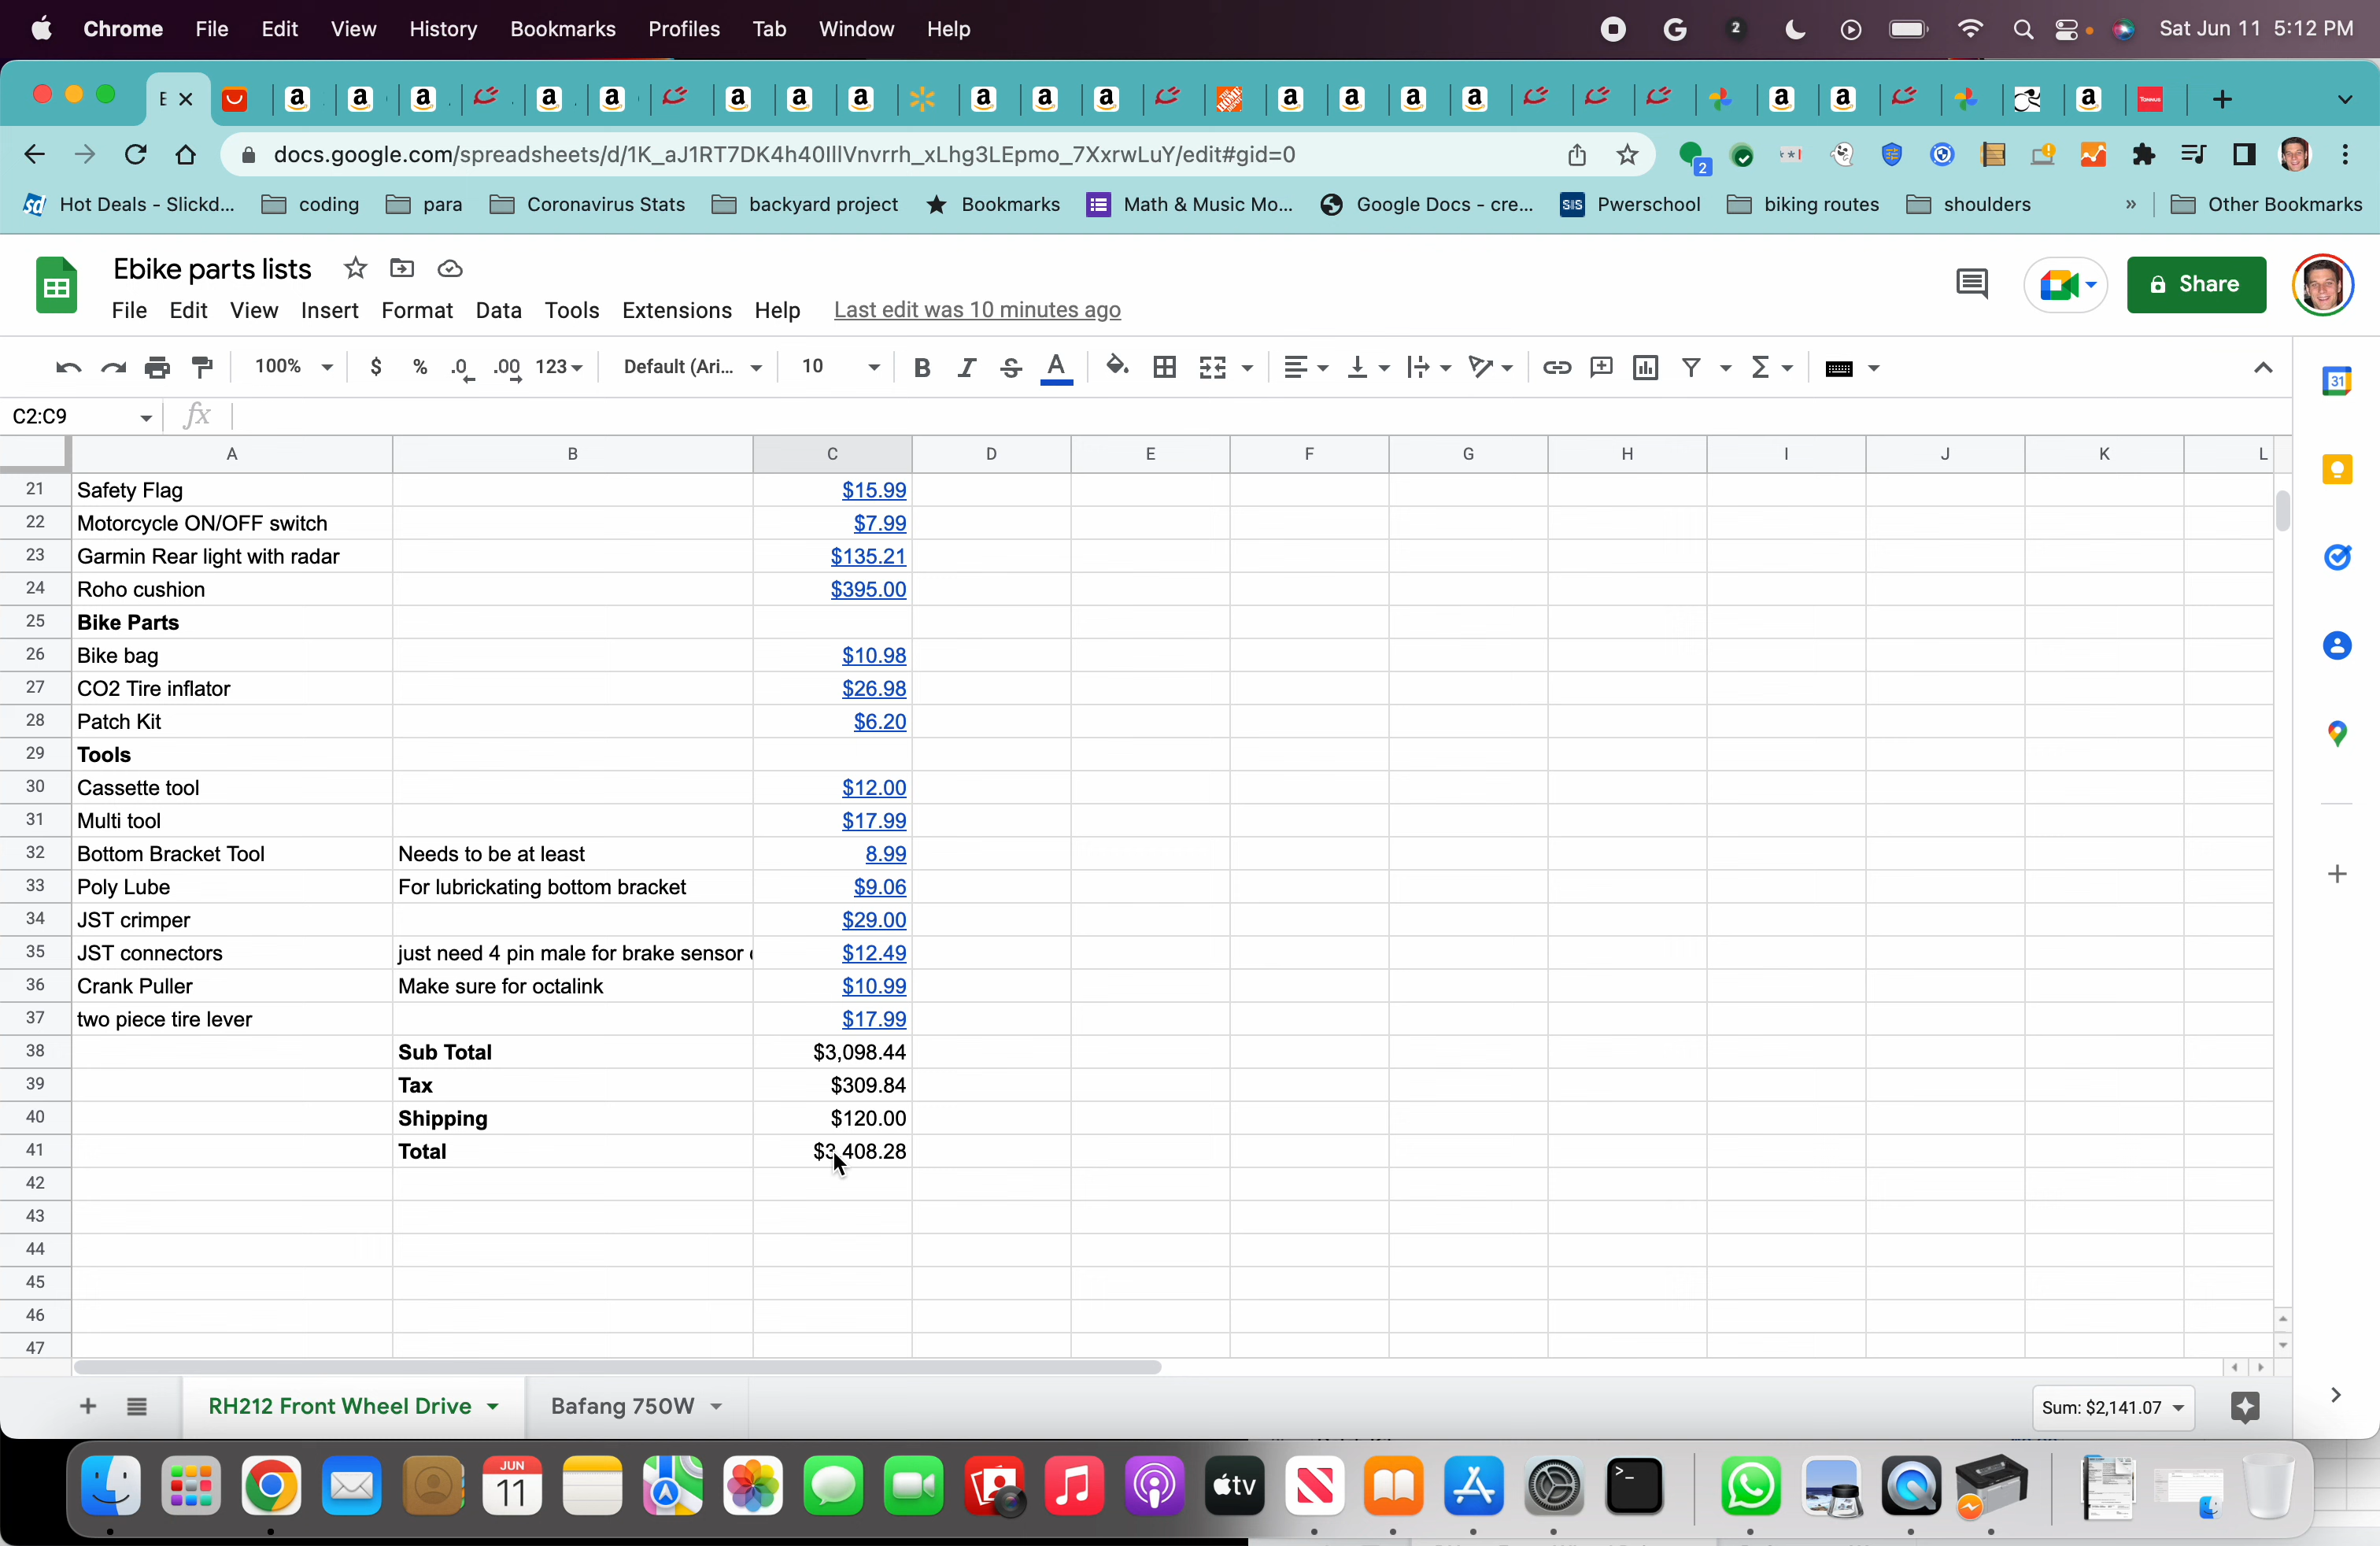 Chrome File Edit View History Bookmarks Profiles Tab Window Help 2 Sat Jun 11 5:12 PM
E
docs.google.com/spreadsheets/d/1K_aJ1RT7DK4h40IllVnvrrh_xLhg3LEpmo_7XxrwLuY/edit#gid=0 2
Hot Deals - Slickd... coding para Coronavirus Stats backyard project Bookmarks Math & Music Mo... Google Docs - cre... SIS Pwerschool biking routes shoulders » Other Bookmarks
Ebike parts lists
File Edit View Insert Format Data Tools Extensions Help Last edit was 10 minutes ago
Share
100% $ % .0 .00 123 Default (Ari... 10 B I S A
C2:C9 fx
A B C D E F G H I J K L
21 Safety Flag $15.99
22 Motorcycle ON/OFF switch $7.99
23 Garmin Rear light with radar $135.21
24 Roho cushion $395.00
25 Bike Parts
26 Bike bag $10.98
27 CO2 Tire inflator $26.98
28 Patch Kit $6.20
29 Tools
30 Cassette tool $12.00
31 Multi tool $17.99
32 Bottom Bracket Tool Needs to be at least 8.99
33 Poly Lube For lubrickating bottom bracket $9.06
34 JST crimper $29.00
35 JST connectors just need 4 pin male for brake sensor $12.49
36 Crank Puller Make sure for octalink $10.99
37 two piece tire lever $17.99
38 Sub Total $3,098.44
39 Tax $309.84
40 Shipping $120.00
41 Total $3,408.28
42
43
44
45
46
47
RH212 Front Wheel Drive Bafang 750W Sum: $2,141.07
JUN
11
tv
31